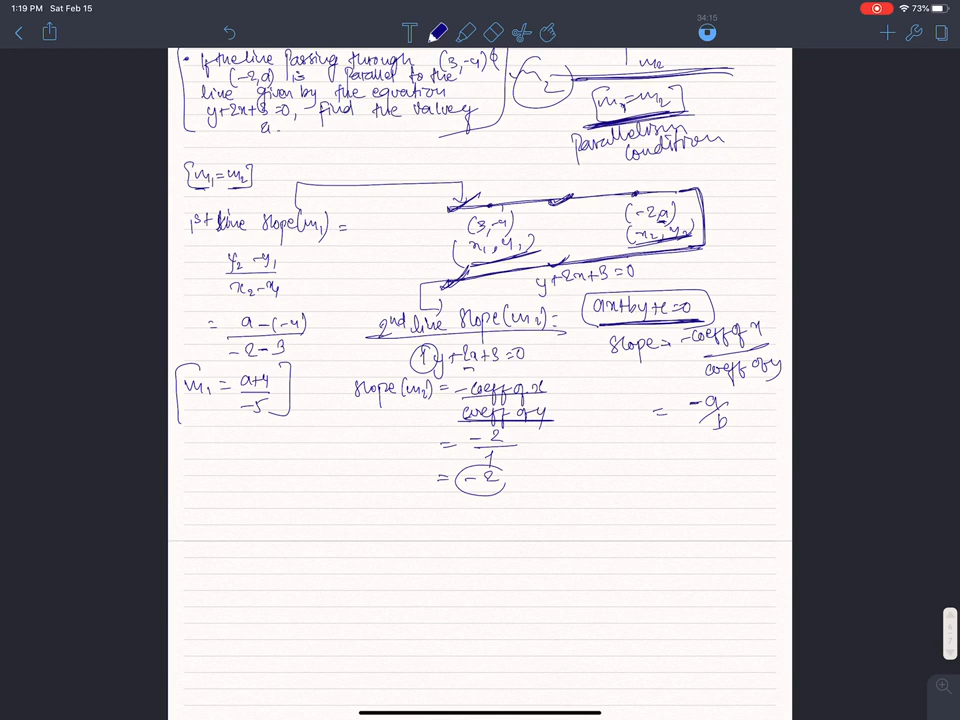 1:19 PM Sat Feb 15
34:15
73%
• If the line Passing through (3,-4) &
(-2,a) is Parallel to the
line given by the equation
y+2x+3=0, find the value of
a.
m2
[m1=m2]
Parallelism
condition
[m1=m2]
1st line slope(m1) =
y2-y1
x2-x1
= a-(-4)
-2-3
m1 = a+4
-5
(3,-4)
(x1, y1)
(-2,a)
(x2, y2)
y+2x+3=0
2nd line slope(m2)=
1y+2x+3=0
slope(m2) = -coeff of x
coeff of y
= -2
1
= -2
ax+by+c=0
slope = -coeff of x
coeff of y
= -a
b